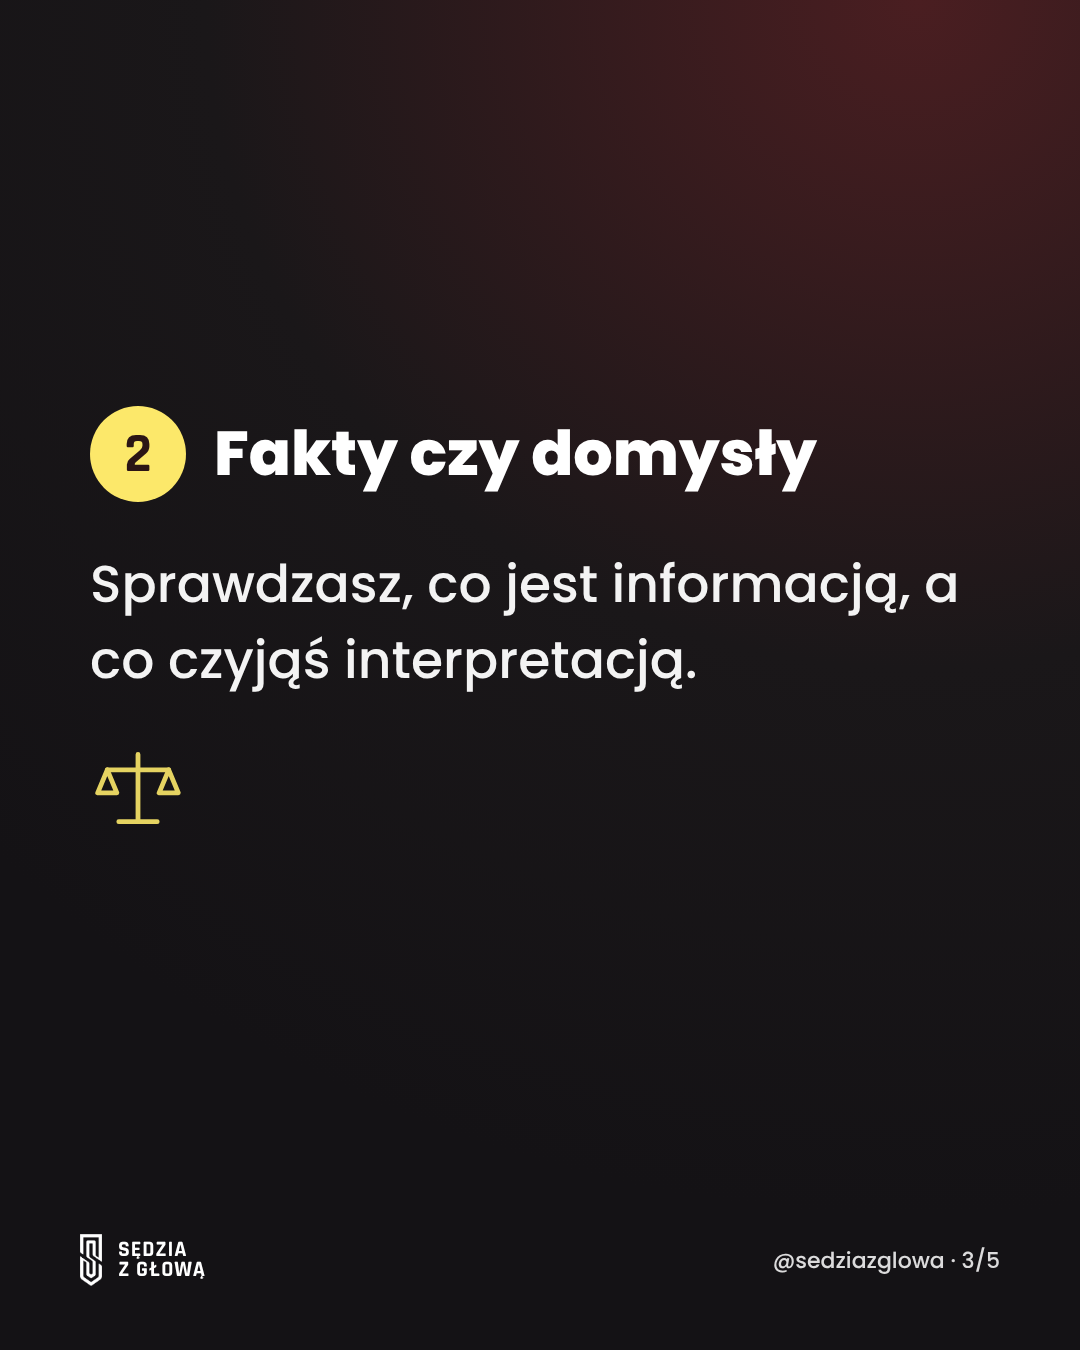 2 Fakty czy domysły
Sprawdzasz, co jest informacją, a
co czyjąś interpretacją.
SĘDZIA
Z GŁOWĄ
@sedziazglowa · 3/5